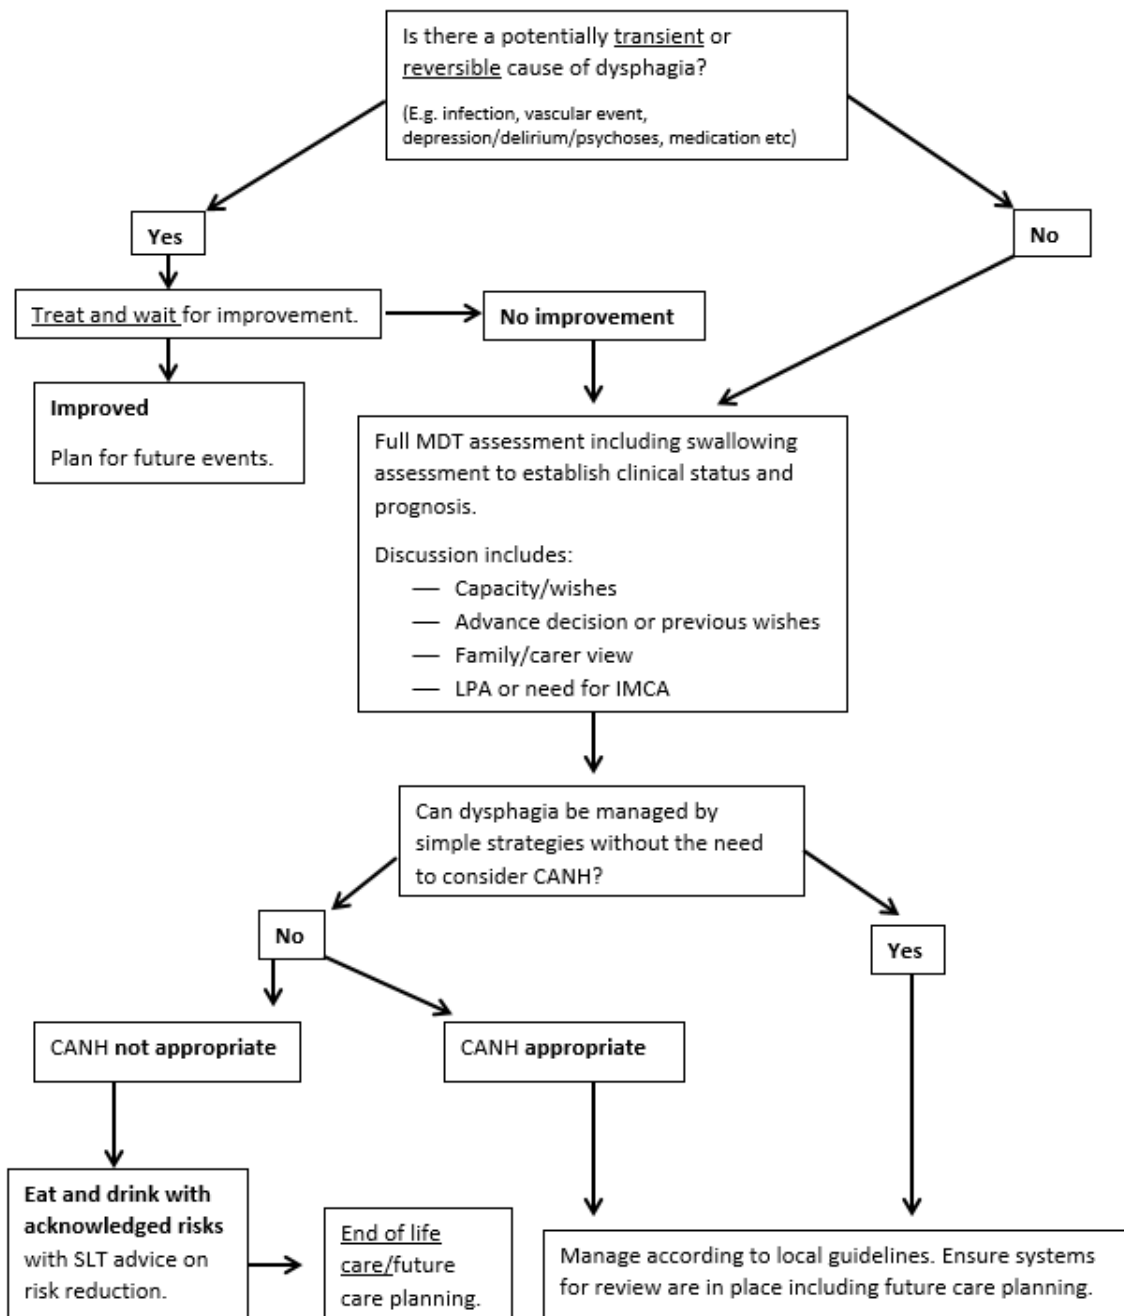 Is there a potentially transient or
reversible cause of dysphagia?
(E.g. infection, vascular event,
depression/delirium/psychoses, medication etc)
Yes
No
Treat and wait for improvement.
No improvement
Improved
Plan for future events.
Full MDT assessment including swallowing
assessment to establish clinical status and
prognosis.
Discussion includes:
— Capacity/wishes
— Advance decision or previous wishes
— Family/carer view
— LPA or need for IMCA
Can dysphagia be managed by
simple strategies without the need
to consider CANH?
No
Yes
CANH not appropriate
CANH appropriate
Eat and drink with
acknowledged risks
with SLT advice on
risk reduction.
End of life
care/future
care planning.
Manage according to local guidelines. Ensure systems
for review are in place including future care planning.